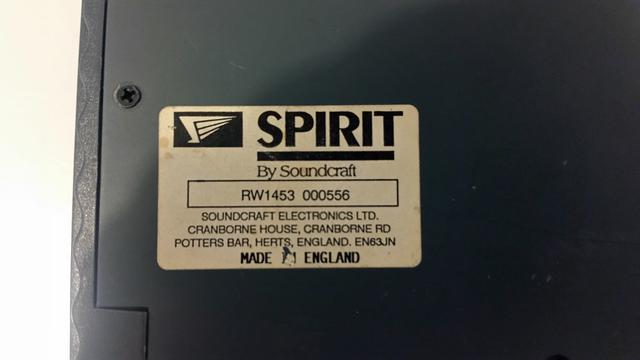 SPIRIT
By Soundcraft
RW1453 000556
SOUNDCRAFT ELECTRONICS LTD.
CRANBORNE HOUSE, CRANBORNE RD
POTTERS BAR, HERTS, ENGLAND. EN63JN
MADE IN ENGLAND